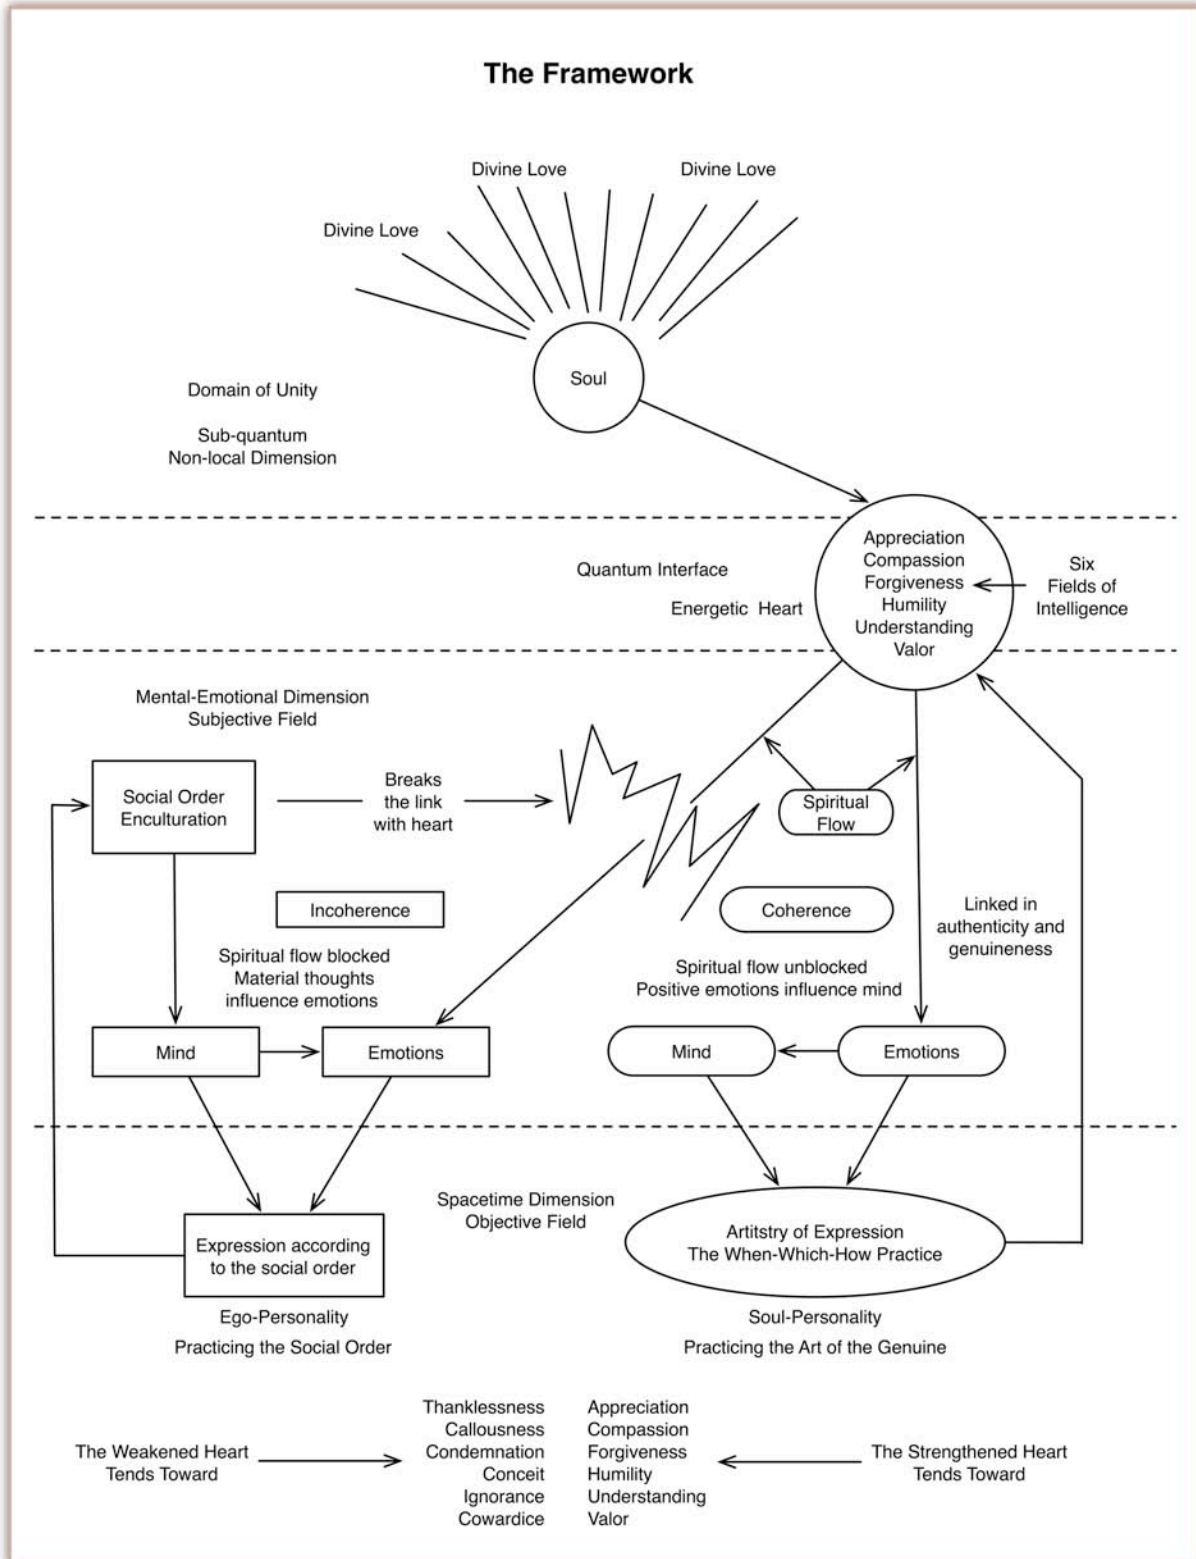 The Framework
Divine Love
Divine Love
Divine Love
Soul
Domain of Unity
Sub-quantum
Non-local Dimension
Appreciation
Compassion
Forgiveness
Humility
Understanding
Valor
Six
Fields of
Intelligence
Quantum Interface
Energetic Heart
Mental-Emotional Dimension
Subjective Field
Social Order
Enculturation
Breaks
the link
with heart
Spiritual
Flow
Incoherence
Coherence
Linked in
authenticity and
genuineness
Spiritual flow blocked
Material thoughts
influence emotions
Spiritual flow unblocked
Positive emotions influence mind
Mind
Emotions
Mind
Emotions
Spacetime Dimension
Objective Field
Expression according
to the social order
Artitstry of Expression
The When-Which-How Practice
Ego-Personality
Practicing the Social Order
Soul-Personality
Practicing the Art of the Genuine
The Weakened Heart
Tends Toward
Thanklessness
Callousness
Condemnation
Conceit
Ignorance
Cowardice
Appreciation
Compassion
Forgiveness
Humility
Understanding
Valor
The Strengthened Heart
Tends Toward